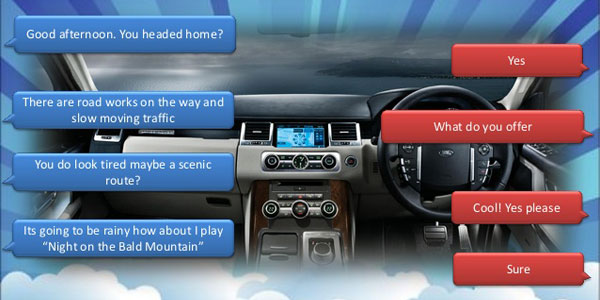 Good afternoon. You headed home?
Yes
There are road works on the way and
slow moving traffic
What do you offer
You do look tired maybe a scenic
route?
Cool! Yes please
Its going to be rainy how about I play
“Night on the Bald Mountain”
Sure